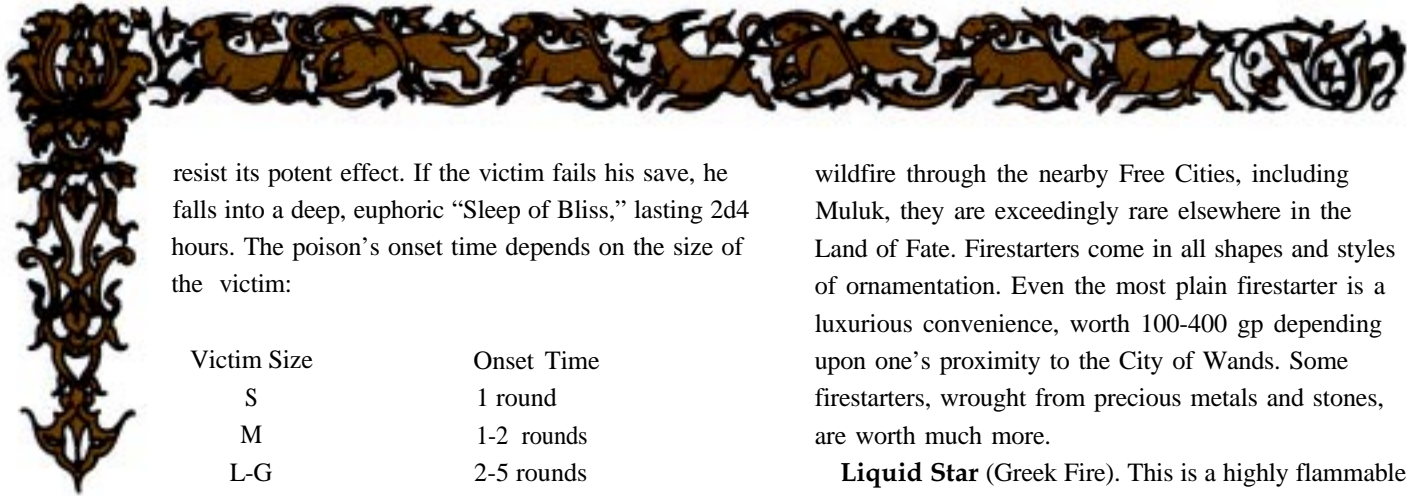 resist its potent effect. If the victim fails his save, he
falls into a deep, euphoric “Sleep of Bliss,” lasting 2d4
hours. The poison’s onset time depends on the size of
the victim:
Victim Size Onset Time
S 1 round
M 1-2 rounds
L-G 2-5 rounds
wildfire through the nearby Free Cities, including
Muluk, they are exceedingly rare elsewhere in the
Land of Fate. Firestarters come in all shapes and styles
of ornamentation. Even the most plain firestarter is a
luxurious convenience, worth 100-400 gp depending
upon one’s proximity to the City of Wands. Some
firestarters, wrought from precious metals and stones,
are worth much more.
Liquid Star (Greek Fire). This is a highly flammable